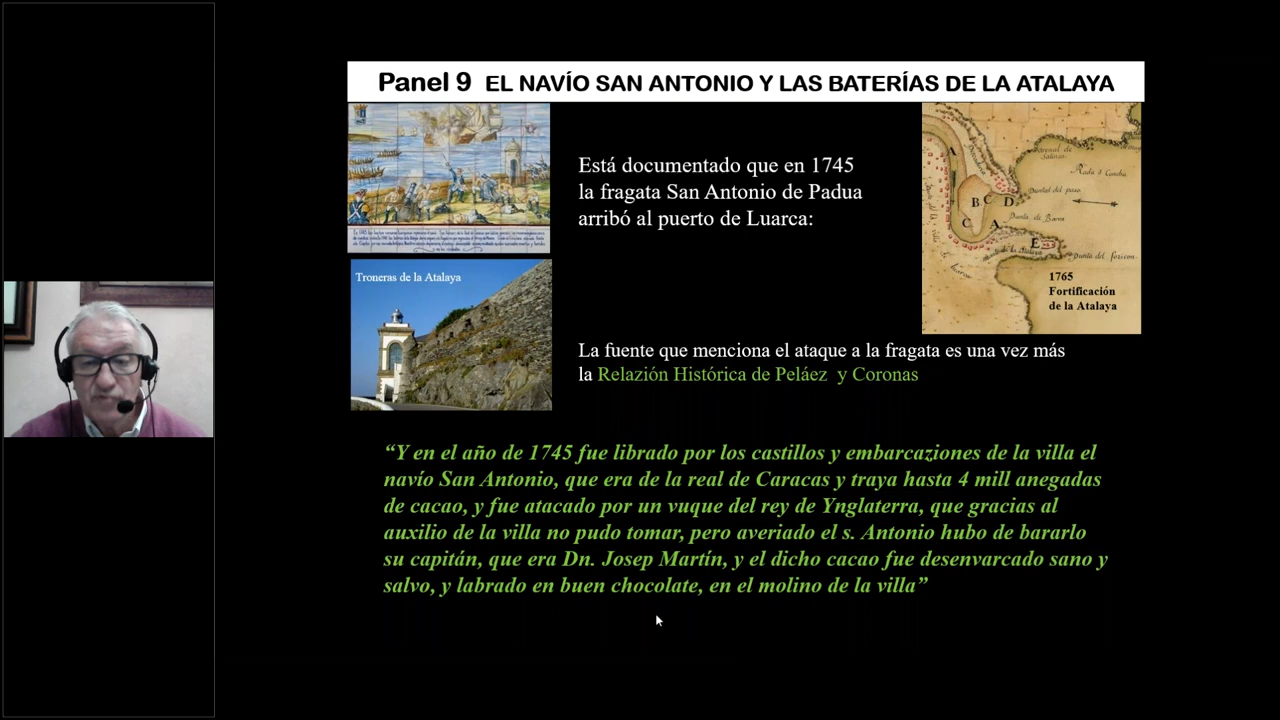 Panel 9 EL NAVÍO SAN ANTONIO Y LAS BATERÍAS DE LA ATALAYA
Está documentado que en 1745
la fragata San Antonio de Padua
arribó al puerto de Luarca:
Troneras de la Atalaya
B C D
C A
E
1765
Fortificación
de la Atalaya
La fuente que menciona el ataque a la fragata es una vez más
la Relazión Histórica de Peláez y Coronas
“Y en el año de 1745 fue librado por los castillos y embarcaziones de la villa el
navío San Antonio, que era de la real de Caracas y traya hasta 4 mill anegadas
de cacao, y fue atacado por un vuque del rey de Ynglaterra, que gracias al
auxilio de la villa no pudo tomar, pero averiado el s. Antonio hubo de bararlo
su capitán, que era Dn. Josep Martín, y el dicho cacao fue desenvarcado sano y
salvo, y labrado en buen chocolate, en el molino de la villa”